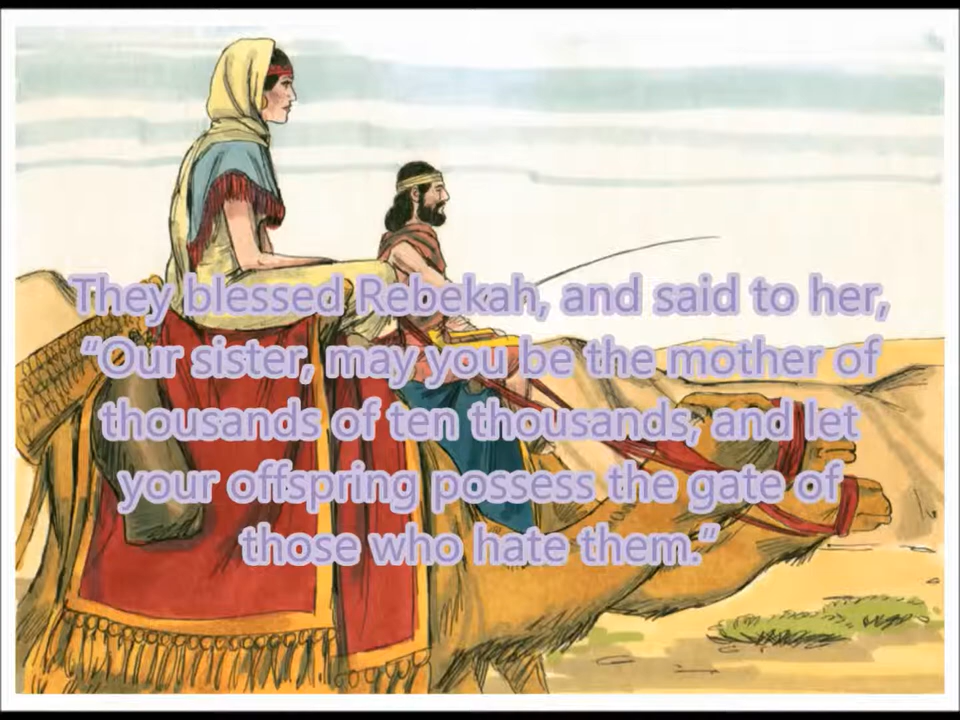 They blessed Rebekah, and said to her,
“Our sister, may you be the mother of
thousands of ten thousands, and let
your offspring possess the gate of
those who hate them.”